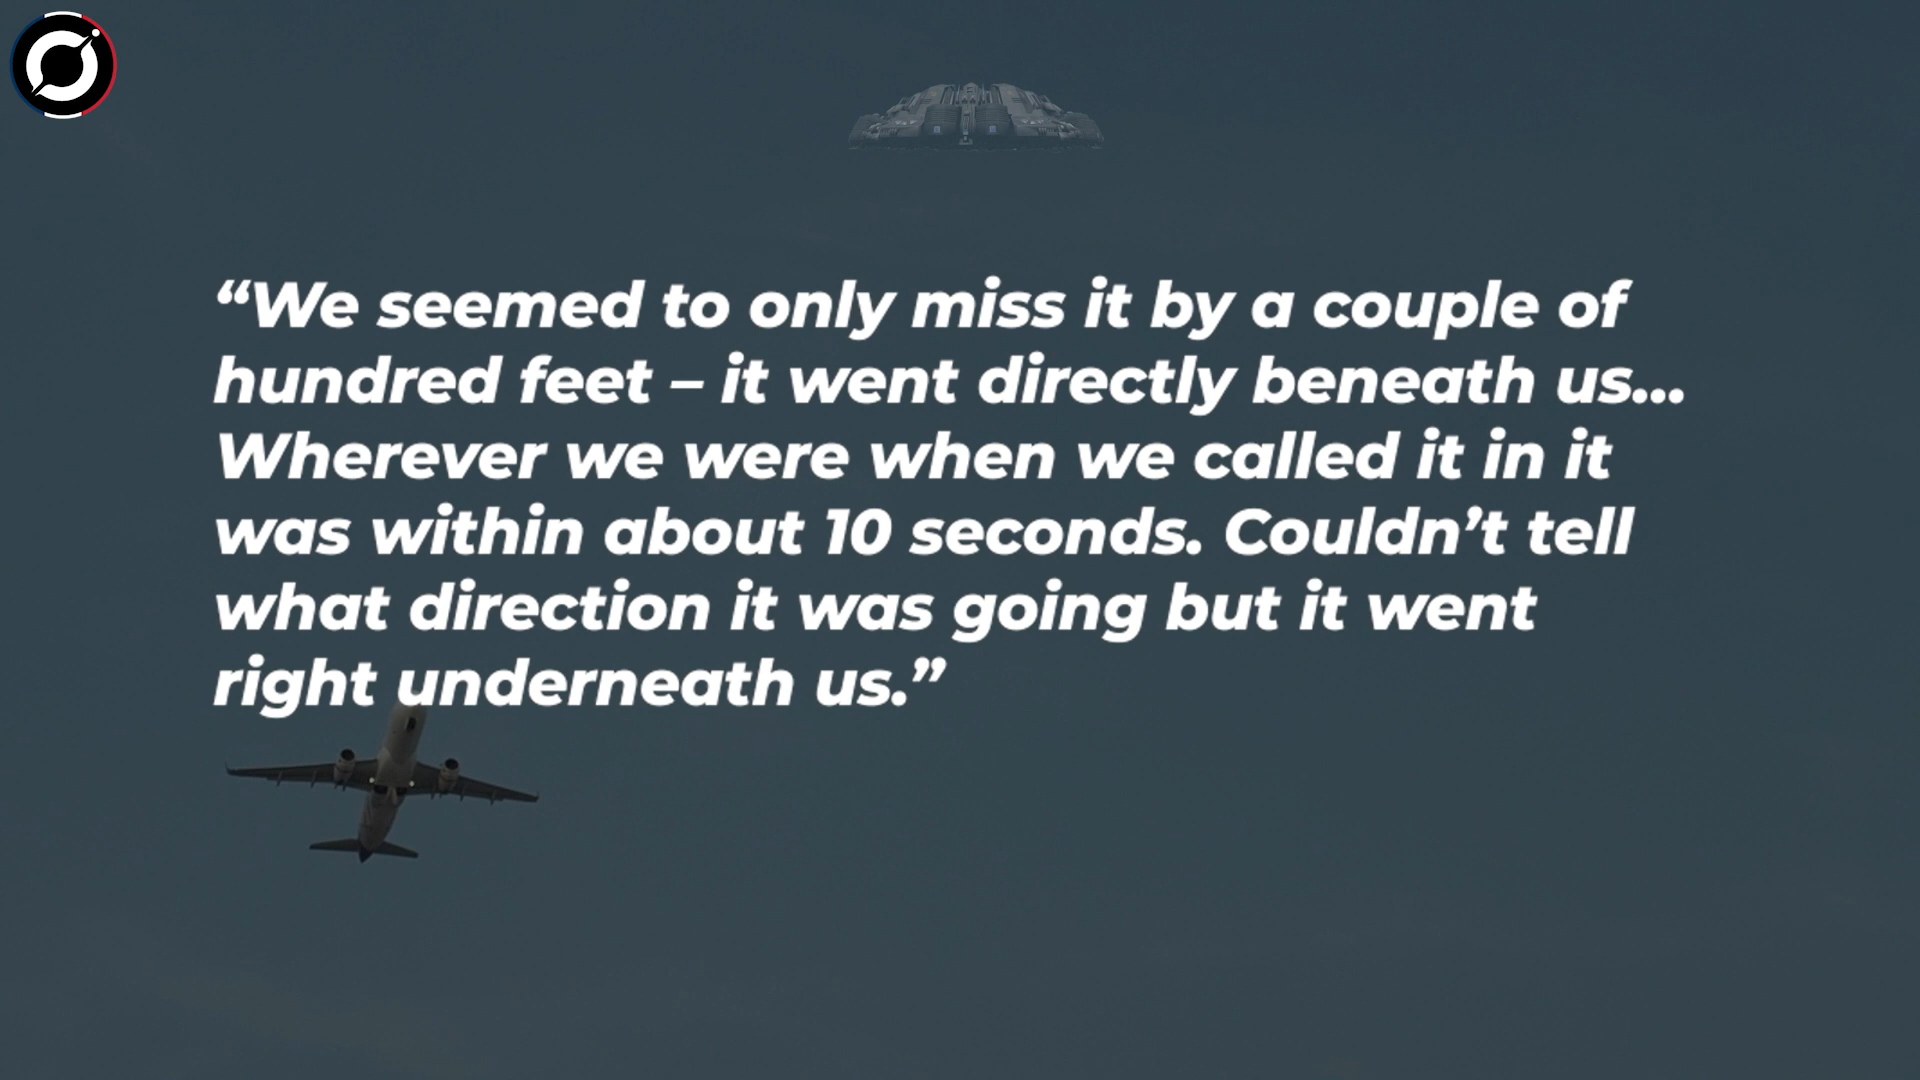 “We seemed to only miss it by a couple of
hundred feet – it went directly beneath us...
Wherever we were when we called it in it
was within about 10 seconds. Couldn’t tell
what direction it was going but it went
right underneath us.”